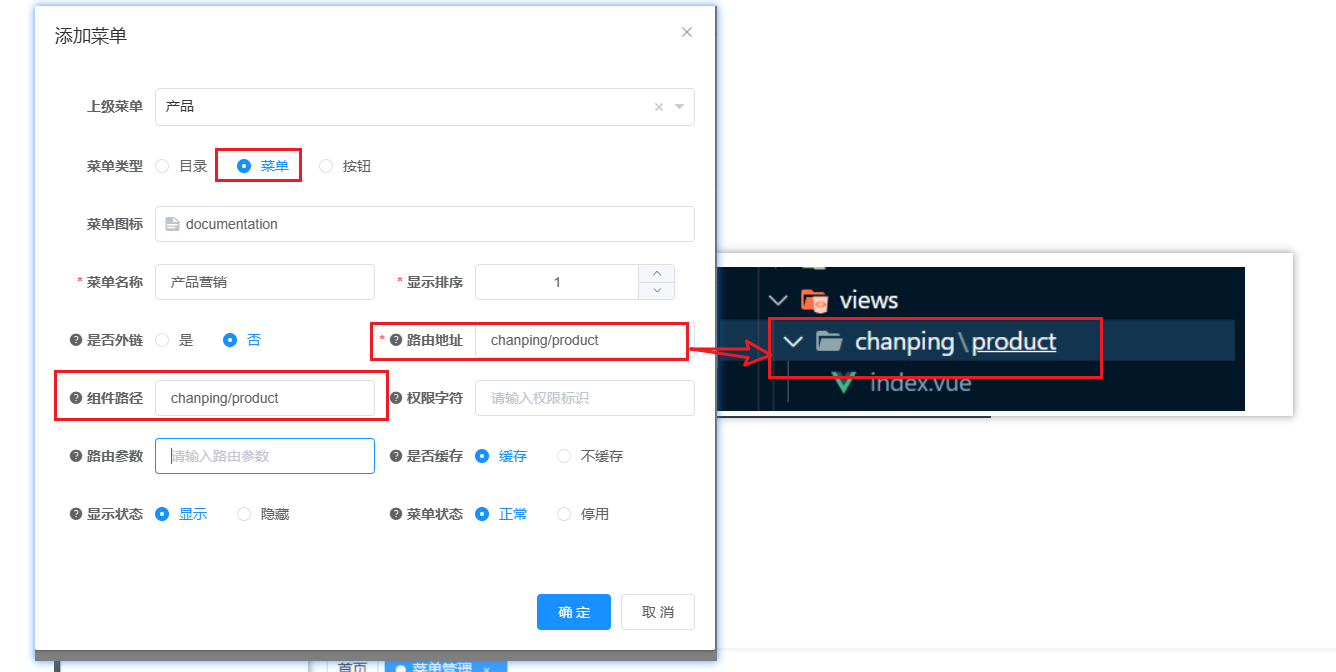 添加菜单
上级菜单 产品
菜单类型 目录 菜单 按钮
菜单图标 documentation
* 菜单名称 产品营销 * 显示排序 1
是否外链 是 否 * 路由地址 chanping/product
组件路径 chanping/product 权限字符 请输入权限标识
路由参数 请输入路由参数 是否缓存 缓存 不缓存
显示状态 显示 隐藏 菜单状态 正常 停用
确 定 取 消
views
chanping\product
index.vue
首页 菜单管理 ×